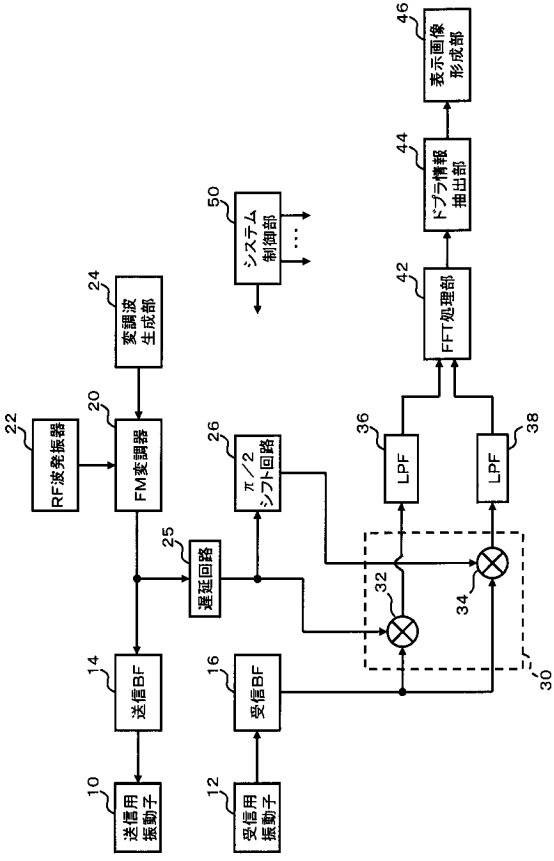 10
送信用
振動子
14
送信BF
20
FM変調器
22
RF波発振器
24
変調波
生成部
25
遅延回路
26
π/2
シフト回路
12
受信用
振動子
16
受信BF
30
32
34
36
LPF
38
LPF
42
FFT処理部
44
ドプラ情報
抽出部
46
表示画像
形成部
50
システム
制御部